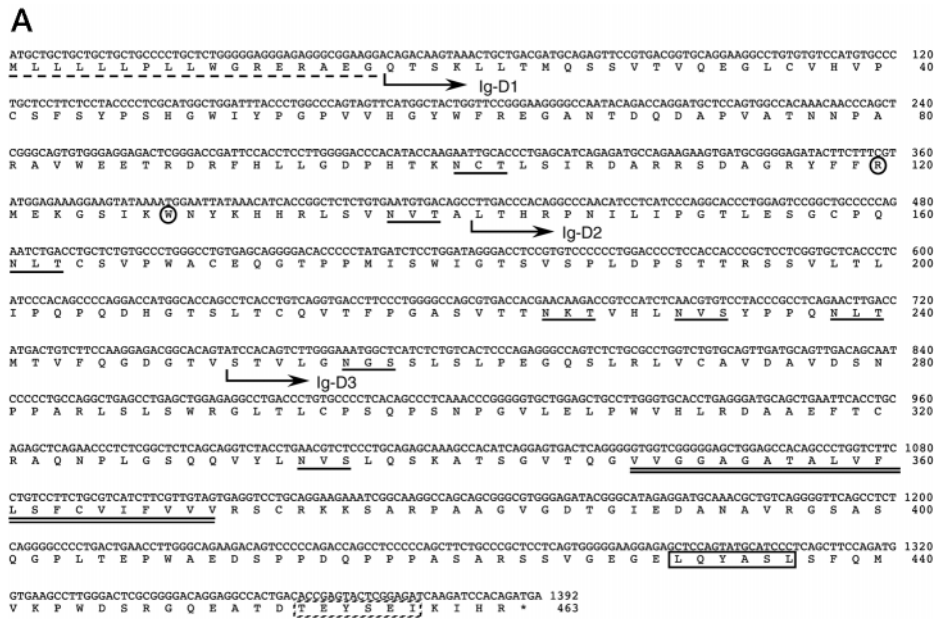 A
ATGCTGCTGCTGCTGCTGCCCCTGCTCTGGGGGAGGGAGAGGGCGGAAGGACAGACAAGTAAACTGCTGACGATGCAGAGTTCCGTGACGGTGCAGGAAGGCCTGTGTGTCCATGTGCCC 120
M L L L L L P L L W G R E R A E G Q T S K L L T M Q S S V T V Q E G L C V H V P 40
Ig-D1
TGCTCCTTCTCCTACCCCTCGCATGGCTGGATTTACCCTGGCCCAGTAGTTCATGGCTACTGGTTCCGGGAAGGGGCCAATACAGACCAGGATGCTCCAGTGGCCACAAACAACCCAGCT 240
C S F S Y P S H G W I Y P G P V V H G Y W F R E G A N T D Q D A P V A T N N P A 80
CGGGCAGTGTGGGAGGAGACTCGGGACCGATTCCACCTCCTTGGGGACCCACATACCAAGAATTGCACCCTGAGCATCAGAGATGCCAGAAGAAGTGATGCGGGGAGATACTTCTTTCGT 360
R A V W E E T R D R F H L L G D P H T K N C T L S I R D A R R S D A G R Y F F R 120
ATGGAGAAAGGAAGTATAAAATGGAATTATAAACATCACCGGCTCTCTGTGAATGTGACAGCCTTGACCCACAGGCCCAACATCCTCATCCCAGGCACCCTGGAGTCCGGCTGCCCCCAG 480
M E K G S I K W N Y K H H R L S V N V T A L T H R P N I L I P G T L E S G C P Q 160
Ig-D2
AATCTGACCTGCTCTGTGCCCTGGGCCTGTGAGCAGGGGACACCCCCTATGATCTCCTGGATAGGGACCTCCGTGTCCCCCCTGGACCCCTCCACCACCCGCTCCTCGGTGCTCACCCTC 600
N L T C S V P W A C E Q G T P P M I S W I G T S V S P L D P S T T R S S V L T L 200
ATCCCACAGCCCCAGGACCATGGCACCAGCCTCACCTGTCAGGTGACCTTCCCTGGGGCCAGCGTGACCACGAACAAGACCGTCCATCTCAACGTGTCCTACCCGCCTCAGAACTTGACC 720
I P Q P Q D H G T S L T C Q V T F P G A S V T T N K T V H L N V S Y P P Q N L T 240
ATGACTGTCTTCCAAGGAGACGGCACAGTATCCACAGTCTTGGGAAATGGCTCATCTCTGTCACTCCCAGAGGGCCAGTCTCTGCGCCTGGTCTGTGCAGTTGATGCAGTTGACAGCAAT 840
M T V F Q G D G T V S T V L G N G S S L S L P E G Q S L R L V C A V D A V D S N 280
Ig-D3
CCCCCTGCCAGGCTGAGCCTGAGCTGGAGAGGCCTGACCCTGTGCCCCTCACAGCCCTCAAACCCGGGGGTGCTGGAGCTGCCTTGGGTGCACCTGAGGGATGCAGCTGAATTCACCTGC 960
P P A R L S L S W R G L T L C P S Q P S N P G V L E L P W V H L R D A A E F T C 320
AGAGCTCAGAACCCTCTCGGCTCTCAGCAGGTCTACCTGAACGTCTCCCTGCAGAGCAAAGCCACATCAGGAGTGACTCAGGGGGTGGTCGGGGGAGCTGGAGCCACAGCCCTGGTCTTC 1080
R A Q N P L G S Q Q V Y L N V S L Q S K A T S G V T Q G V V G G A G A T A L V F 360
CTGTCCTTCTGCGTCATCTTCGTTGTAGTGAGGTCCTGCAGGAAGAAATCGGCAAGGCCAGCAGCGGGCGTGGGAGATACGGGCATAGAGGATGCAAACGCTGTCAGGGGTTCAGCCTCT 1200
L S F C V I F V V V R S C R K K S A R P A A G V G D T G I E D A N A V R G S A S 400
CAGGGGCCCCTGACTGAACCTTGGGCAGAAGACAGTCCCCCAGACCAGCCTCCCCCAGCTTCTGCCCGCTCCTCAGTGGGGGAAGGAGAGCTCCAGTATGCATCCCTCAGCTTCCAGATG 1320
Q G P L T E P W A E D S P P D Q P P P A S A R S S V G E G E L Q Y A S L S F Q M 440
GTGAAGCCTTGGGACTCGCGGGGACAGGAGGCCACTGACACCGAGTACTCGGAGATCAAGATCCACAGATGA 1392
V K P W D S R G Q E A T D T E Y S E I K I H R * 463